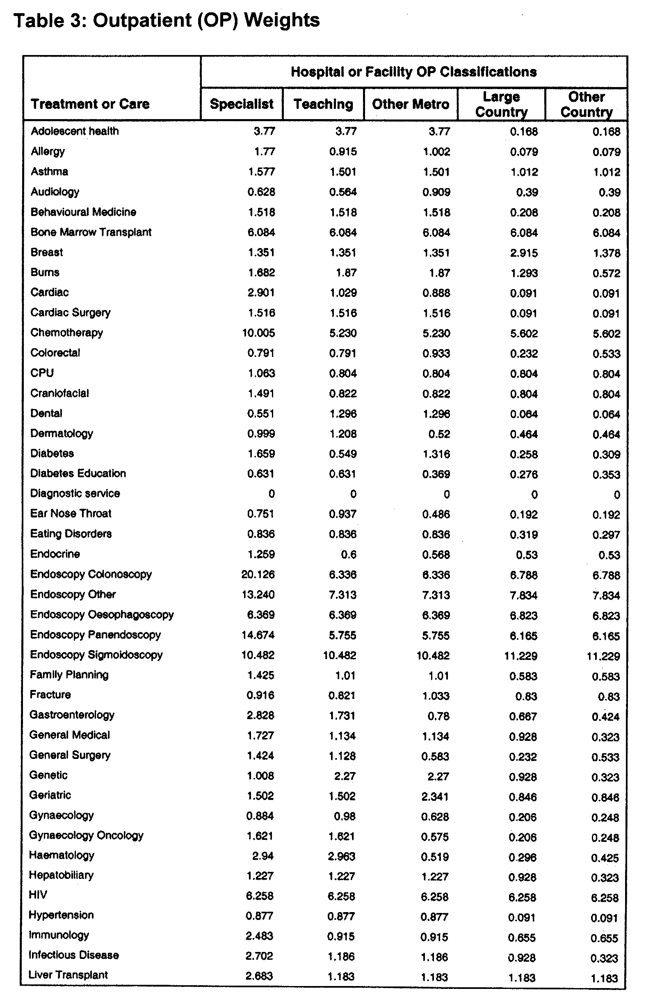 Table 3: Outpatient (OP) Weights
Hospital or Facility OP Classifications
Treatment or Care Specialist Teaching Other Metro Large Country Other Country
Adolescent health 3.77 3.77 3.77 0.168 0.168
Allergy 1.77 0.915 1.002 0.079 0.079
Asthma 1.577 1.501 1.501 1.012 1.012
Audiology 0.628 0.564 0.909 0.39 0.39
Behavioural Medicine 1.518 1.518 1.518 0.208 0.208
Bone Marrow Transplant 6.084 6.084 6.084 6.084 6.084
Breast 1.351 1.351 1.351 2.915 1.378
Burns 1.682 1.87 1.87 1.293 0.572
Cardiac 2.901 1.029 0.888 0.091 0.091
Cardiac Surgery 1.516 1.516 1.516 0.091 0.091
Chemotherapy 10.005 5.230 5.230 5.602 5.602
Colorectal 0.791 0.791 0.933 0.232 0.533
CPU 1.063 0.804 0.804 0.804 0.804
Craniofacial 1.491 0.822 0.822 0.804 0.804
Dental 0.551 1.296 1.296 0.064 0.064
Dermatology 0.999 1.208 0.52 0.464 0.464
Diabetes 1.659 0.549 1.316 0.258 0.309
Diabetes Education 0.631 0.631 0.369 0.276 0.353
Diagnostic service 0 0 0 0 0
Ear Nose Throat 0.751 0.937 0.486 0.192 0.192
Eating Disorders 0.836 0.836 0.836 0.319 0.297
Endocrine 1.259 0.6 0.568 0.53 0.53
Endoscopy Colonoscopy 20.126 6.336 6.336 6.788 6.788
Endoscopy Other 13.240 7.313 7.313 7.834 7.834
Endoscopy Oesophagoscopy 6.369 6.369 6.369 6.823 6.823
Endoscopy Panendoscopy 14.674 5.755 5.755 6.165 6.165
Endoscopy Sigmoidoscopy 10.482 10.482 10.482 11.229 11.229
Family Planning 1.425 1.01 1.01 0.583 0.583
Fracture 0.916 0.821 1.033 0.83 0.83
Gastroenterology 2.828 1.731 0.78 0.667 0.424
General Medical 1.727 1.134 1.134 0.928 0.323
General Surgery 1.424 1.128 0.583 0.232 0.533
Genetic 1.008 2.27 2.27 0.928 0.323
Geriatric 1.502 1.502 2.341 0.846 0.846
Gynaecology 0.884 0.98 0.628 0.206 0.248
Gynaecology Oncology 1.621 1.621 0.575 0.206 0.248
Haematology 2.94 2.963 0.519 0.296 0.425
Hepatobiliary 1.227 1.227 1.227 0.928 0.323
HIV 6.258 6.258 6.258 6.258 6.258
Hypertension 0.877 0.877 0.877 0.091 0.091
Immunology 2.483 0.915 0.915 0.655 0.655
Infectious Disease 2.702 1.186 1.186 0.928 0.323
Liver Transplant 2.683 1.183 1.183 1.183 1.183